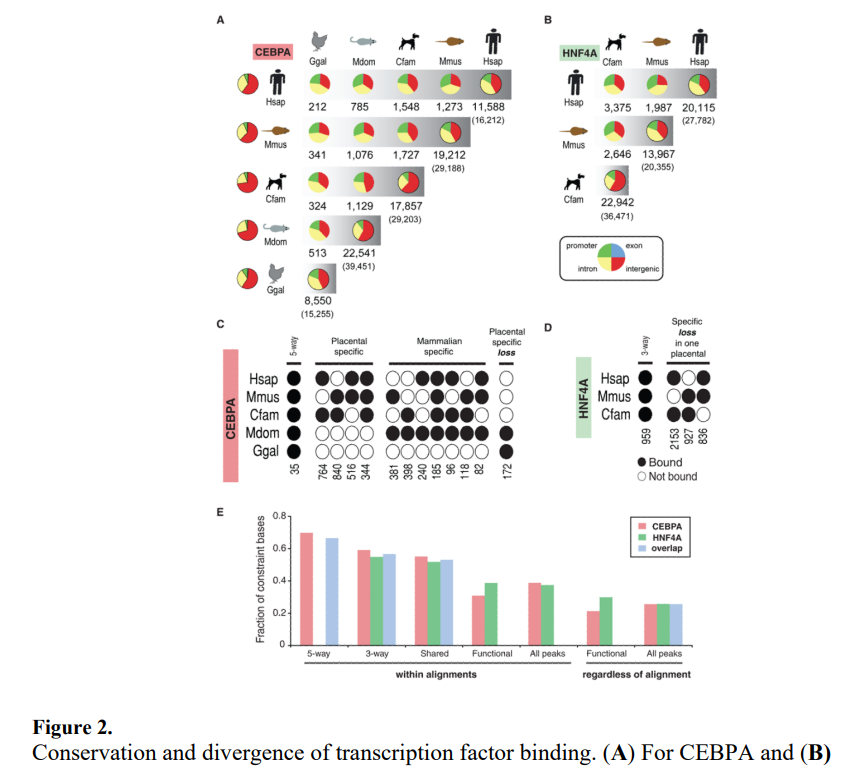 A
B
CEBPA
Ggal Mdom Cfam Mmus Hsap
HNF4A
Cfam Mmus Hsap
Hsap
212 785 1,548 1,273 11,588
(16,212)
Hsap
3,375 1,987 20,115
(27,782)
Mmus
341 1,076 1,727 19,212
(29,188)
Mmus
2,646 13,967
(20,355)
Cfam
324 1,129 17,857
(29,203)
Cfam
22,942
(36,471)
Mdom
513 22,541
(39,451)
promoter exon
intron intergenic
Ggal
8,550
(15,255)
C
5-way
Placental
specific
Mammalian
specific
Placental
specific
loss
CEBPA
Hsap
Mmus
Cfam
Mdom
Ggal
35 764 840 516 344 381 398 240 185 96 118 82 172
D
3-way
Specific
loss
in one
placental
HNF4A
Hsap
Mmus
Cfam
959 2153 927 836
Bound
Not bound
E
Fraction of constraint bases
0.8
0.6
0.4
0.2
0
CEBPA
HNF4A
overlap
5-way 3-way Shared Functional All peaks Functional All peaks
within alignments regardless of alignment
Figure 2.
Conservation and divergence of transcription factor binding. (A) For CEBPA and (B)